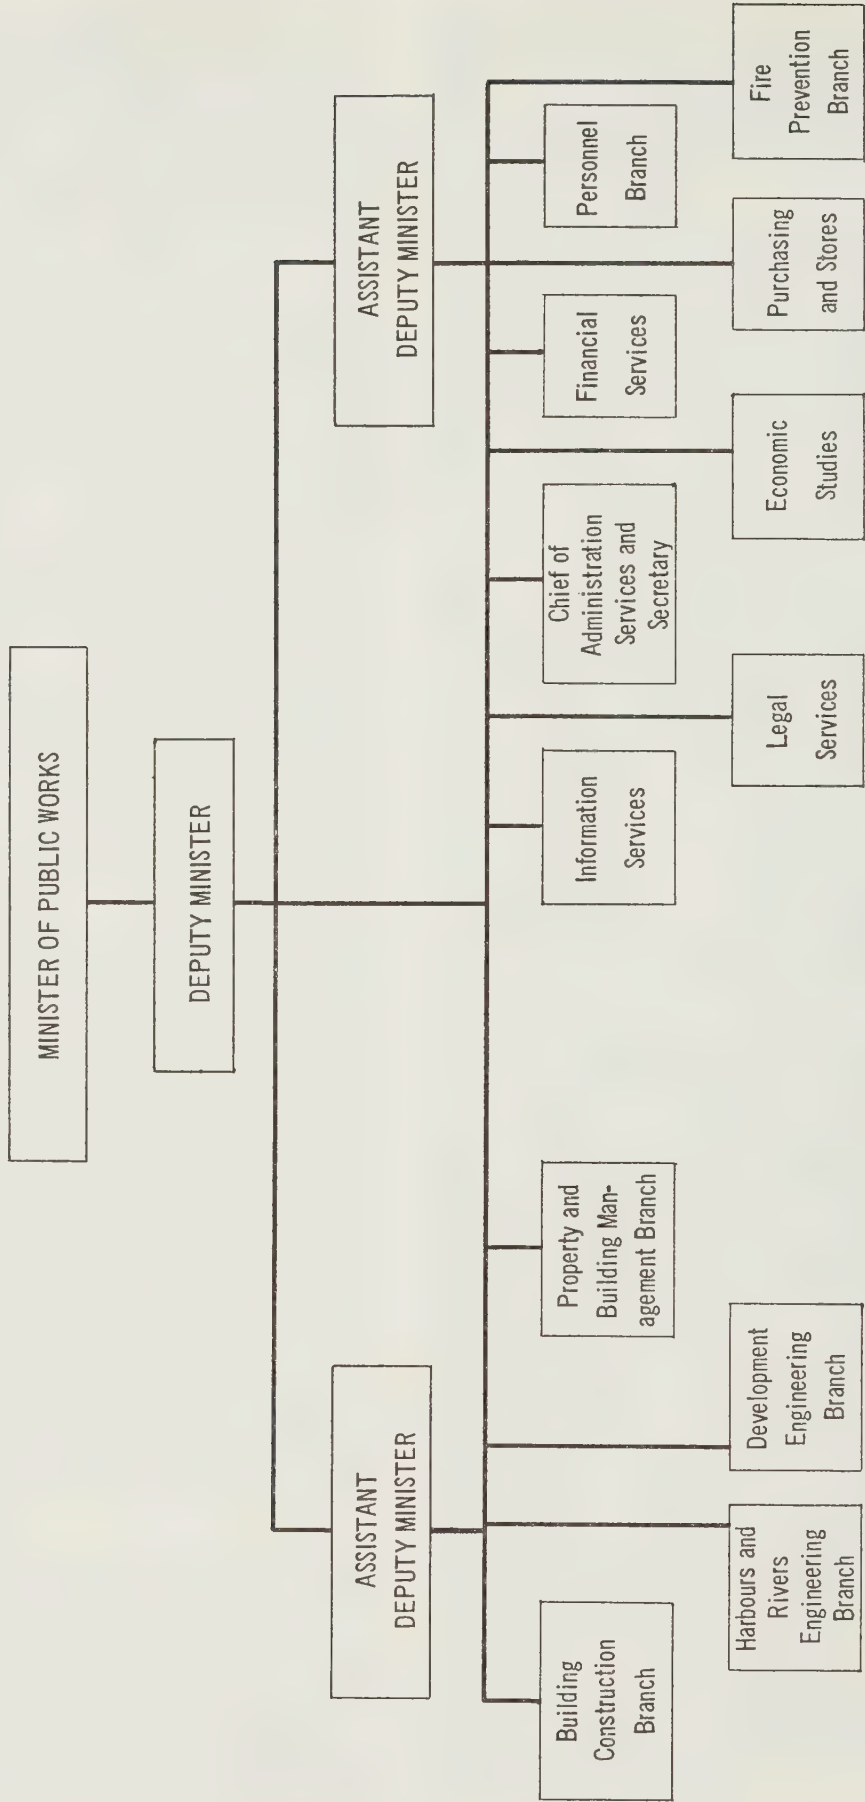 MINISTER OF PUBLIC WORKS
DEPUTY MINISTER
ASSISTANT
DEPUTY MINISTER
ASSISTANT
DEPUTY MINISTER
Building
Construction
Branch
Property and
Building Man-
agement Branch
Information
Services
Chief of
Administration
Services and
Secretary
Financial
Services
Personnel
Branch
Harbours and
Rivers
Engineering
Branch
Development
Engineering
Branch
Legal
Services
Economic
Studies
Purchasing
and Stores
Fire
Prevention
Branch